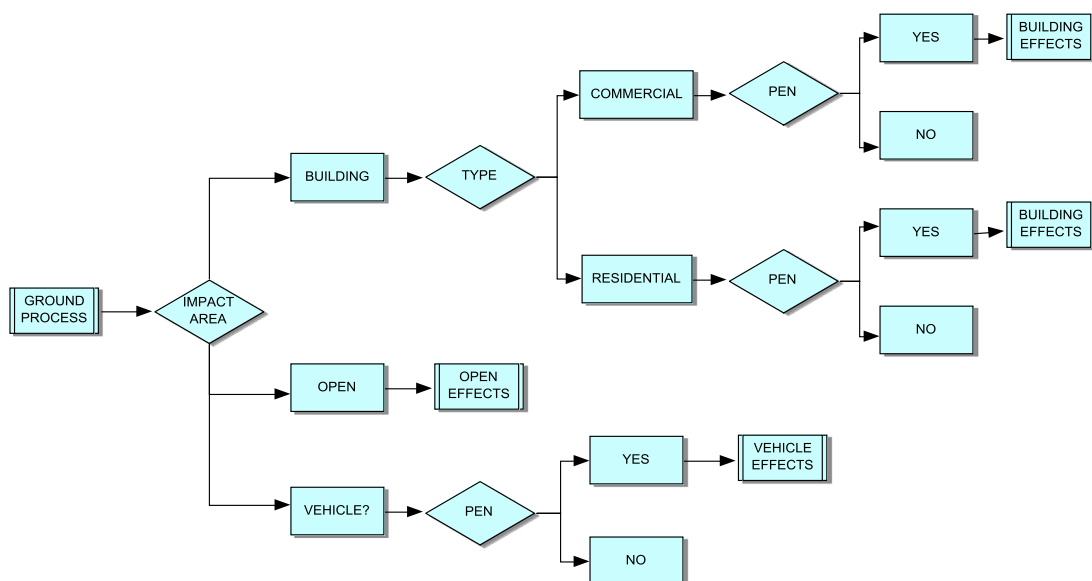 GROUND
PROCESS
IMPACT
AREA
BUILDING
TYPE
COMMERCIAL
PEN
YES
BUILDING
EFFECTS
NO
RESIDENTIAL
PEN
YES
BUILDING
EFFECTS
NO
OPEN
OPEN
EFFECTS
VEHICLE?
PEN
YES
VEHICLE
EFFECTS
NO